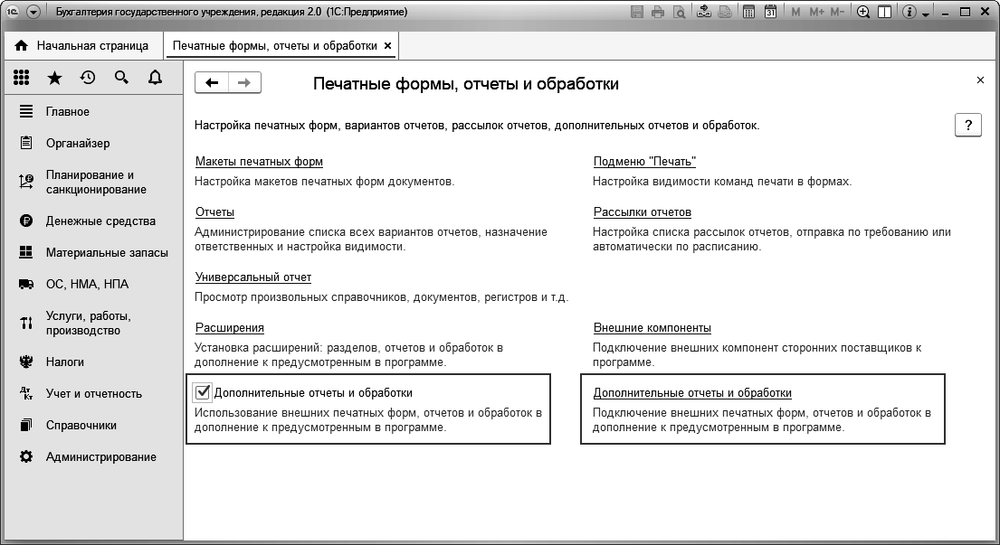 Бухгалтерия государственного учреждения, редакция 2.0 (1С:Предприятие)
31 M M+ M-
Начальная страница
Печатные формы, отчеты и обработки ×
Главное
Органайзер
Планирование и
санкционирование
Денежные средства
Материальные запасы
ОС, НМА, НПА
Услуги, работы,
производство
Налоги
Дт
Кт
Учет и отчетность
Справочники
Администрирование
Печатные формы, отчеты и обработки
Настройка печатных форм, вариантов отчетов, рассылок отчетов, дополнительных отчетов и обработок.
?
Макеты печатных форм
Настройка макетов печатных форм документов.
Подменю "Печать"
Настройка видимости команд печати в формах.
Отчеты
Администрирование списка всех вариантов отчетов, назначение
ответственных и настройка видимости.
Рассылки отчетов
Настройка списка рассылок отчетов, отправка по требованию или
автоматически по расписанию.
Универсальный отчет
Просмотр произвольных справочников, документов, регистров и т.д.
Расширения
Установка расширений: разделов, отчетов и обработок в
дополнение к предусмотренным в программе.
Внешние компоненты
Подключение внешних компонент сторонних поставщиков к
программе.
Дополнительные отчеты и обработки
Использование внешних печатных форм, отчетов и обработок в
дополнение к предусмотренным в программе.
Дополнительные отчеты и обработки
Подключение внешних печатных форм, отчетов и обработок в
дополнение к предусмотренным в программе.